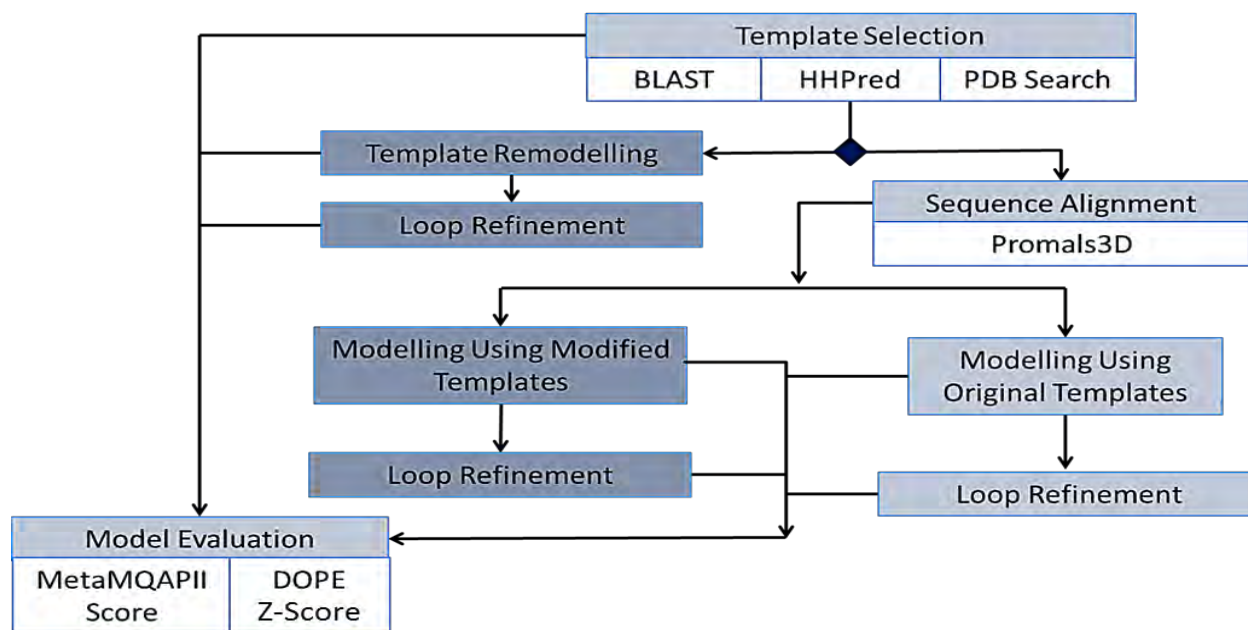 Template Selection
BLAST
HHPred
PDB Search
Template Remodelling
Loop Refinement
Sequence Alignment
Promals3D
Modelling Using Modified
Templates
Modelling Using
Original Templates
Loop Refinement
Loop Refinement
Model Evaluation
MetaMQAPII
Score
DOPE
Z-Score